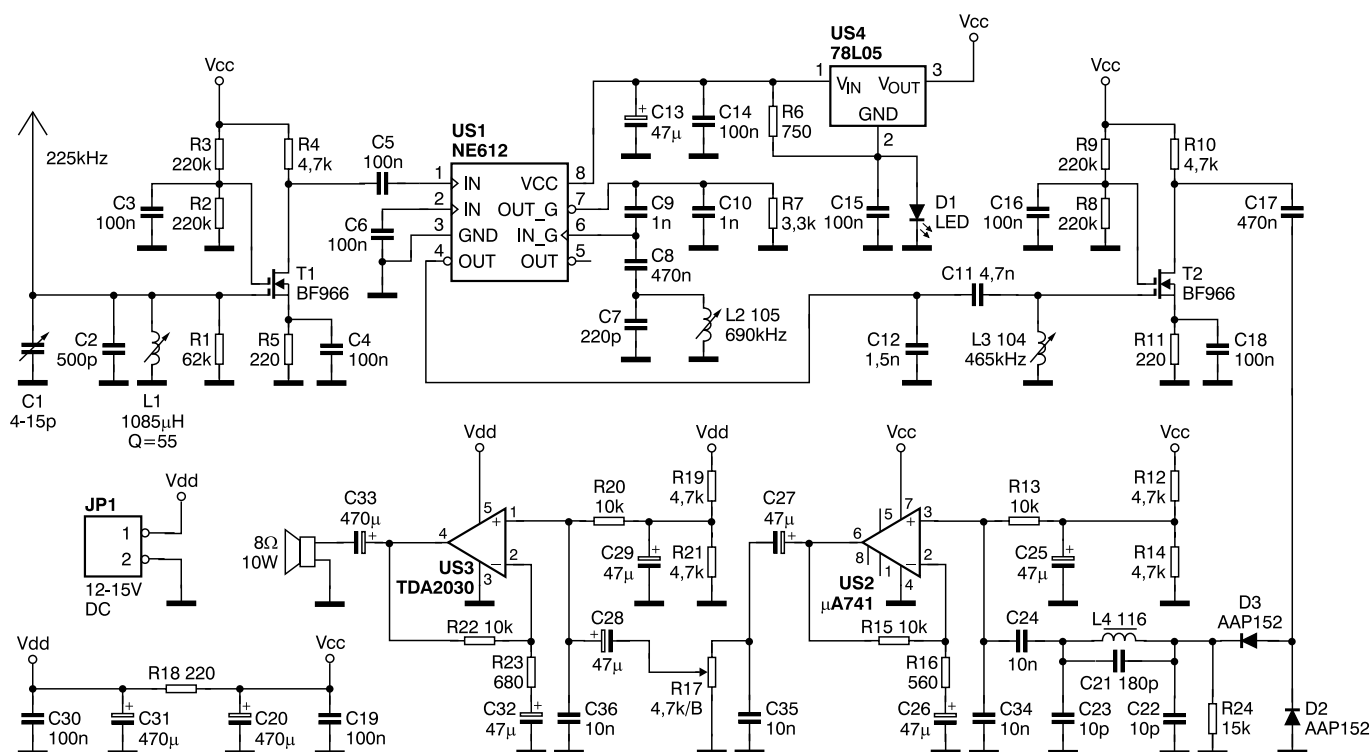 Vcc
225kHz
R3
220k
R4
4,7k
C3
100n
R2
220k
C5
100n
C6
100n
US1
NE612
1
IN
VCC
8
2
IN
OUT_G
7
3
GND
IN_G
6
4
OUT
OUT
5
+
C13
47µ
C14
100n
R6
750
US4
78L05
Vcc
1
VIN
VOUT
3
GND
2
C9
1n
C10
1n
R7
3,3k
C15
100n
D1
LED
C8
470n
C7
220p
L2 105
690kHz
Vcc
R9
220k
R10
4,7k
C16
100n
R8
220k
C17
470n
T1
BF966
C11 4,7n
T2
BF966
C2
500p
R1
62k
R5
220
C4
100n
C12
1,5n
L3 104
465kHz
R11
220
C18
100n
C1
4-15p
L1
1085µH
Q=55
JP1
Vdd
1
2
12-15V
DC
8Ω
10W
C33
470µ
+
Vdd
5
1
+
4
2
−
3
US3
TDA2030
R20
10k
Vdd
R19
4,7k
C29
47µ
+
R21
4,7k
R22 10k
R23
680
C32
47µ
+
C28
+
47µ
C36
10n
R17
4,7k/B
C27
47µ
+
Vcc
7
5
3
+
6
8
1
2
−
4
US2
µA741
R13
10k
Vcc
R12
4,7k
C25
47µ
+
R14
4,7k
R15 10k
R16
560
C35
10n
C26
47µ
+
C24
10n
L4 116
C21 180p
D3
AAP152
C34
10n
C23
10p
C22
10p
R24
15k
D2
AAP152
Vdd
R18 220
Vcc
C30
100n
+
C31
470µ
+
C20
470µ
C19
100n